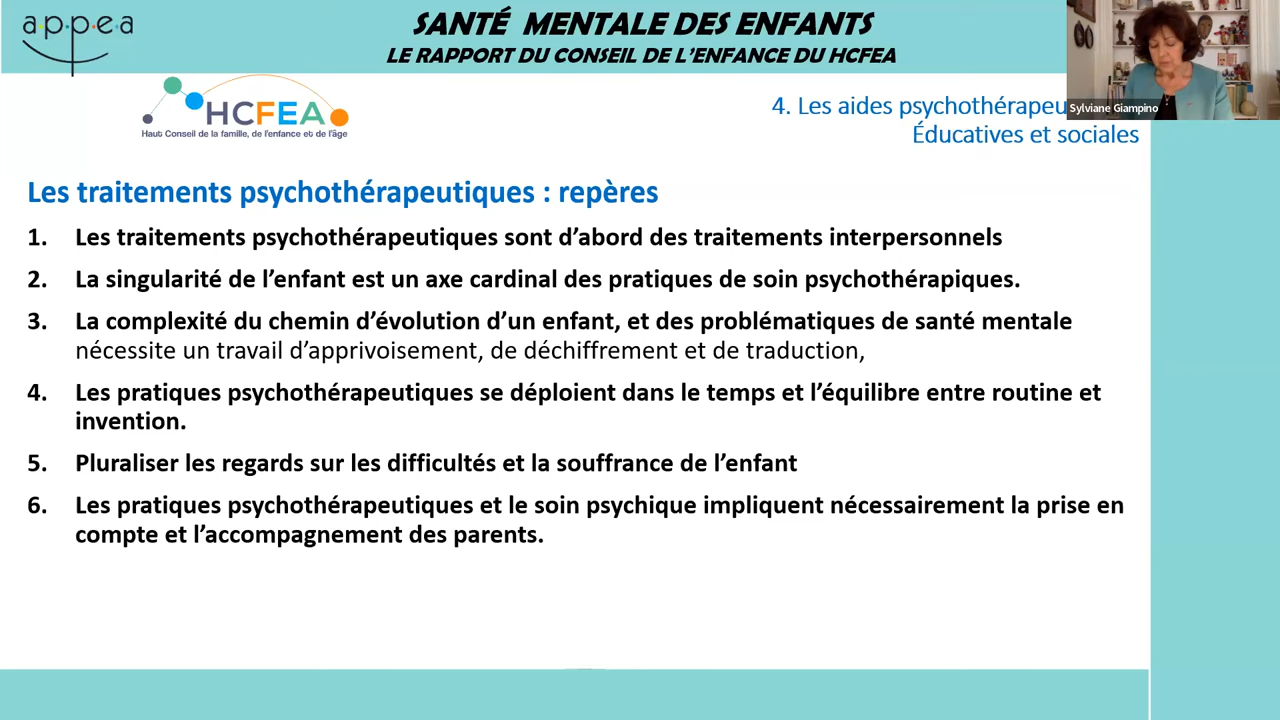 a·p·p·e·a
SANTÉ MENTALE DES ENFANTS
LE RAPPORT DU CONSEIL DE L'ENFANCE DU HCFEA
HCFEA
Haut Conseil de la famille, de l'enfance et de l'âge
4. Les aides
Éducatives et sociales
Sylviane Giampino
Les traitements psychothérapeutiques : repères
1. Les traitements psychothérapeutiques sont d'abord des traitements interpersonnels
2. La singularité de l'enfant est un axe cardinal des pratiques de soin psychothérapiques.
3. La complexité du chemin d'évolution d'un enfant, et des problématiques de santé mentale
nécessite un travail d'apprivoisement, de déchiffrement et de traduction,
4. Les pratiques psychothérapeutiques se déploient dans le temps et l'équilibre entre routine et
invention.
5. Pluraliser les regards sur les difficultés et la souffrance de l'enfant
6. Les pratiques psychothérapeutiques et le soin psychique impliquent nécessairement la prise en
compte et l'accompagnement des parents.